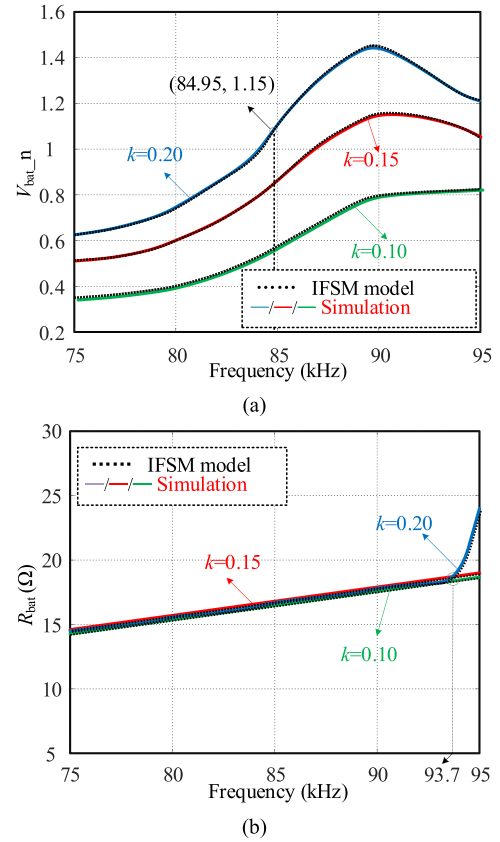 1.6
1.4
1.2
1
0.8
0.6
0.4
0.2
V_bat_n
(84.95, 1.15)
k=0.20
k=0.15
k=0.10
IFSM model
/ / Simulation
75 80 85 90 95
Frequency (kHz)
(a)
30
25
20
15
10
5
R_bat (Ω)
IFSM model
/ / Simulation
k=0.20
k=0.15
k=0.10
75 80 85 90 93.7 95
Frequency (kHz)
(b)